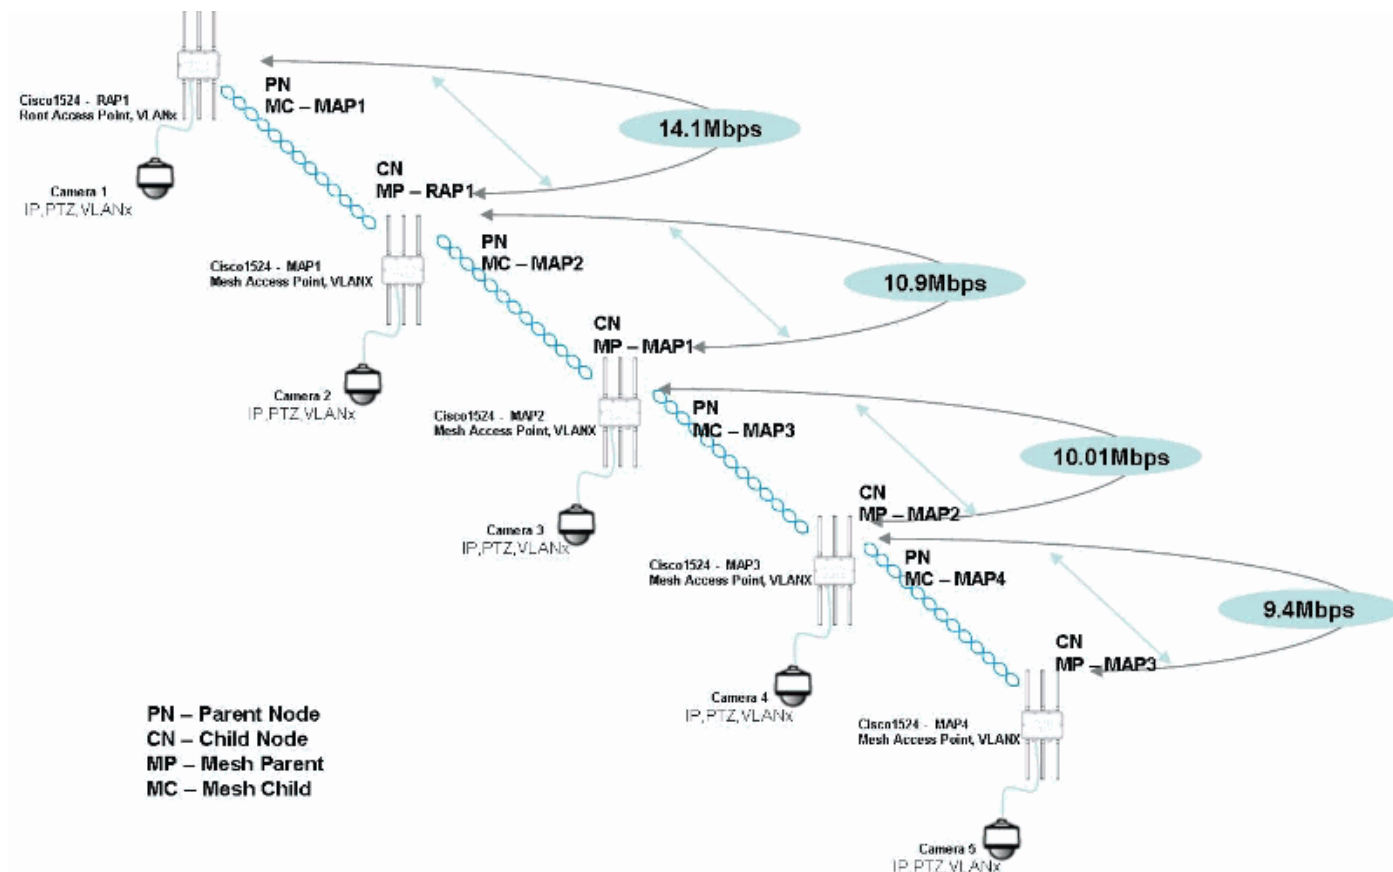 PN
MC – MAP1
Cisco1524 - RAP1
Root Access Point, VLANx
14.1Mbps
Camera 1
IP,PTZ,VLANx
CN
MP – RAP1
PN
MC – MAP2
Cisco1524 - MAP1
Mesh Access Point, VLANX
10.9Mbps
CN
MP – MAP1
Camera 2
IP,PTZ,VLANx
PN
MC – MAP3
Cisco1524 - MAP2
Mesh Access Point, VLANX
10.01Mbps
CN
MP – MAP2
Camera 3
IP,PTZ,VLANx
PN
MC – MAP4
Cisco1524 - MAP3
Mesh Access Point, VLANX
9.4Mbps
CN
MP – MAP3
Camera 4
IP,PTZ,VLANx
Cisco1524 - MAP4
Mesh Access Point, VLANX
PN – Parent Node
CN – Child Node
MP – Mesh Parent
MC – Mesh Child
Camera 5
IP,PTZ,VLANx